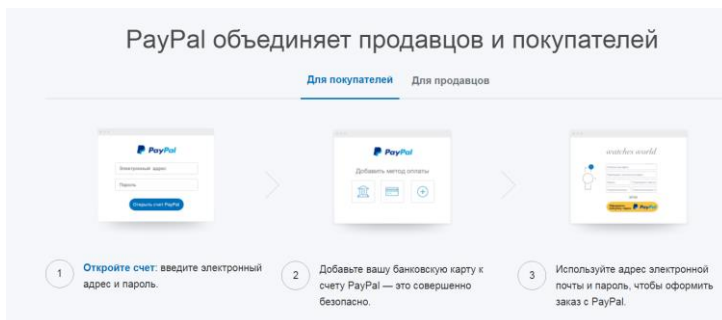 PayPal объединяет продавцов и покупателей
Для покупателей Для продавцов
PayPal
Электронный адрес
Пароль
Открыть счет PayPal
PayPal
Добавить метод оплаты
watches world
PayPal
1
Откройте счет: введите электронный
адрес и пароль.
2
Добавьте вашу банковскую карту к
счету PayPal — это совершенно
безопасно.
3
Используйте адрес электронной
почты и пароль, чтобы оформить
заказ с PayPal.